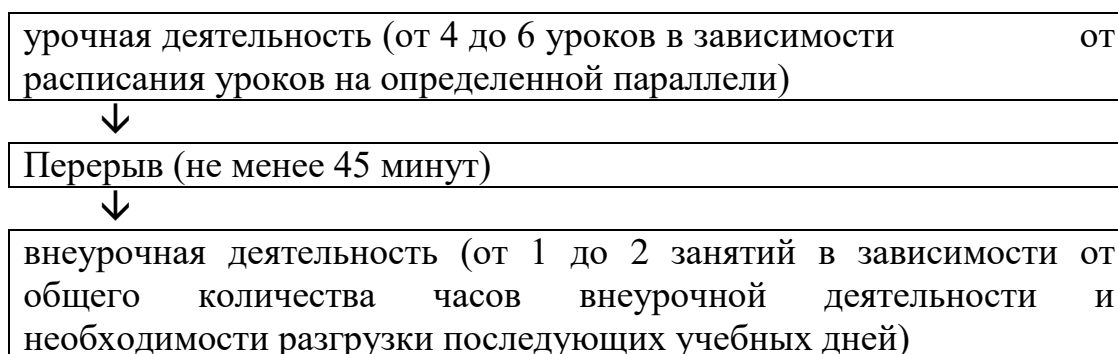 урочная деятельность (от 4 до 6 уроков в зависимости от
расписания уроков на определенной параллели)
Перерыв (не менее 45 минут)
внеурочная деятельность (от 1 до 2 занятий в зависимости от
общего количества часов внеурочной деятельности и
необходимости разгрузки последующих учебных дней)